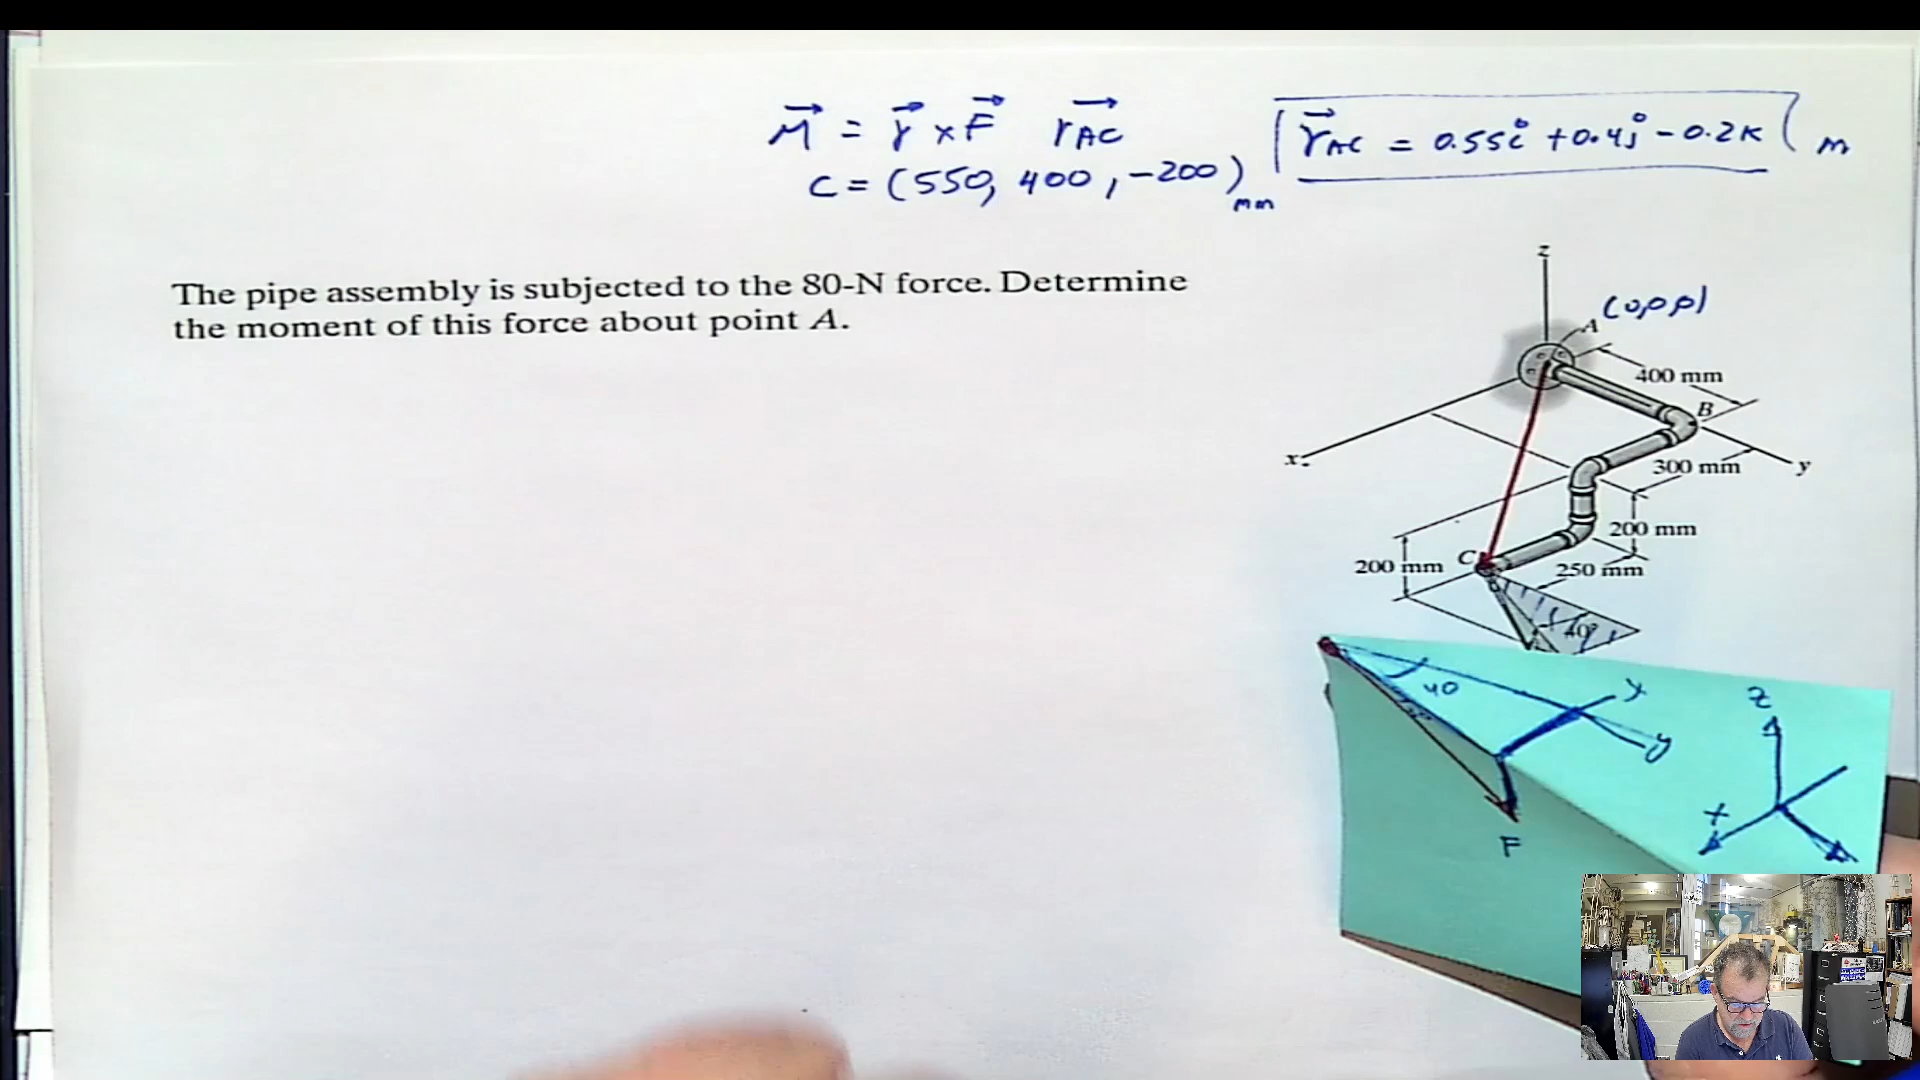 M = r x F   rAC
C = (550, 400, -200) mm
rAC = 0.55i + 0.4j - 0.2K m
The pipe assembly is subjected to the 80-N force. Determine
the moment of this force about point A.
z
A (0,0,0)
400 mm
B
x
300 mm
y
200 mm
200 mm
C
250 mm
40°
40
x
y
F
z
x